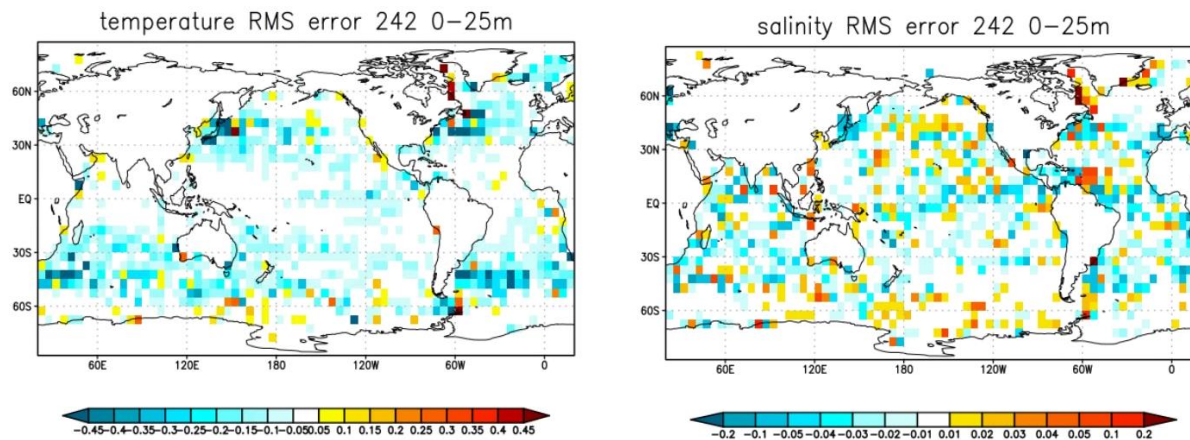 temperature RMS error 242 0-25m
60N
30N
EQ
30S
60S
60E 120E 180 120W 60W 0
-0.45-0.4-0.35-0.3-0.25-0.2-0.15-0.1-0.050.05 0.1 0.15 0.2 0.25 0.3 0.35 0.4 0.45
salinity RMS error 242 0-25m
60N
30N
EQ
30S
60S
60E 120E 180 120W 60W 0
-0.2 -0.1 -0.05 -0.04 -0.03 -0.02 -0.01 0.01 0.02 0.03 0.04 0.05 0.1 0.2